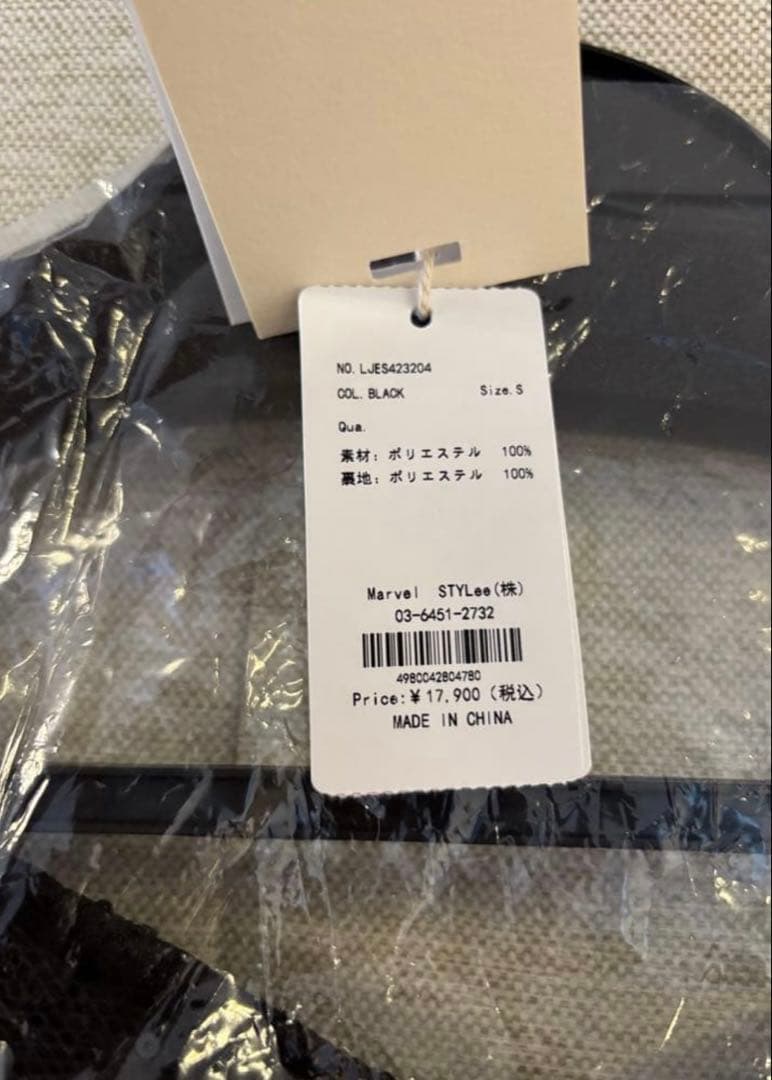 NO. LJES423204
COL. BLACK Size. S
Qua.
素材: ポリエステル 100%
裏地: ポリエステル 100%
Marvel STYLee(株)
03-6451-2732
4980042804780
Price:¥17,900(税込)
MADE IN CHINA